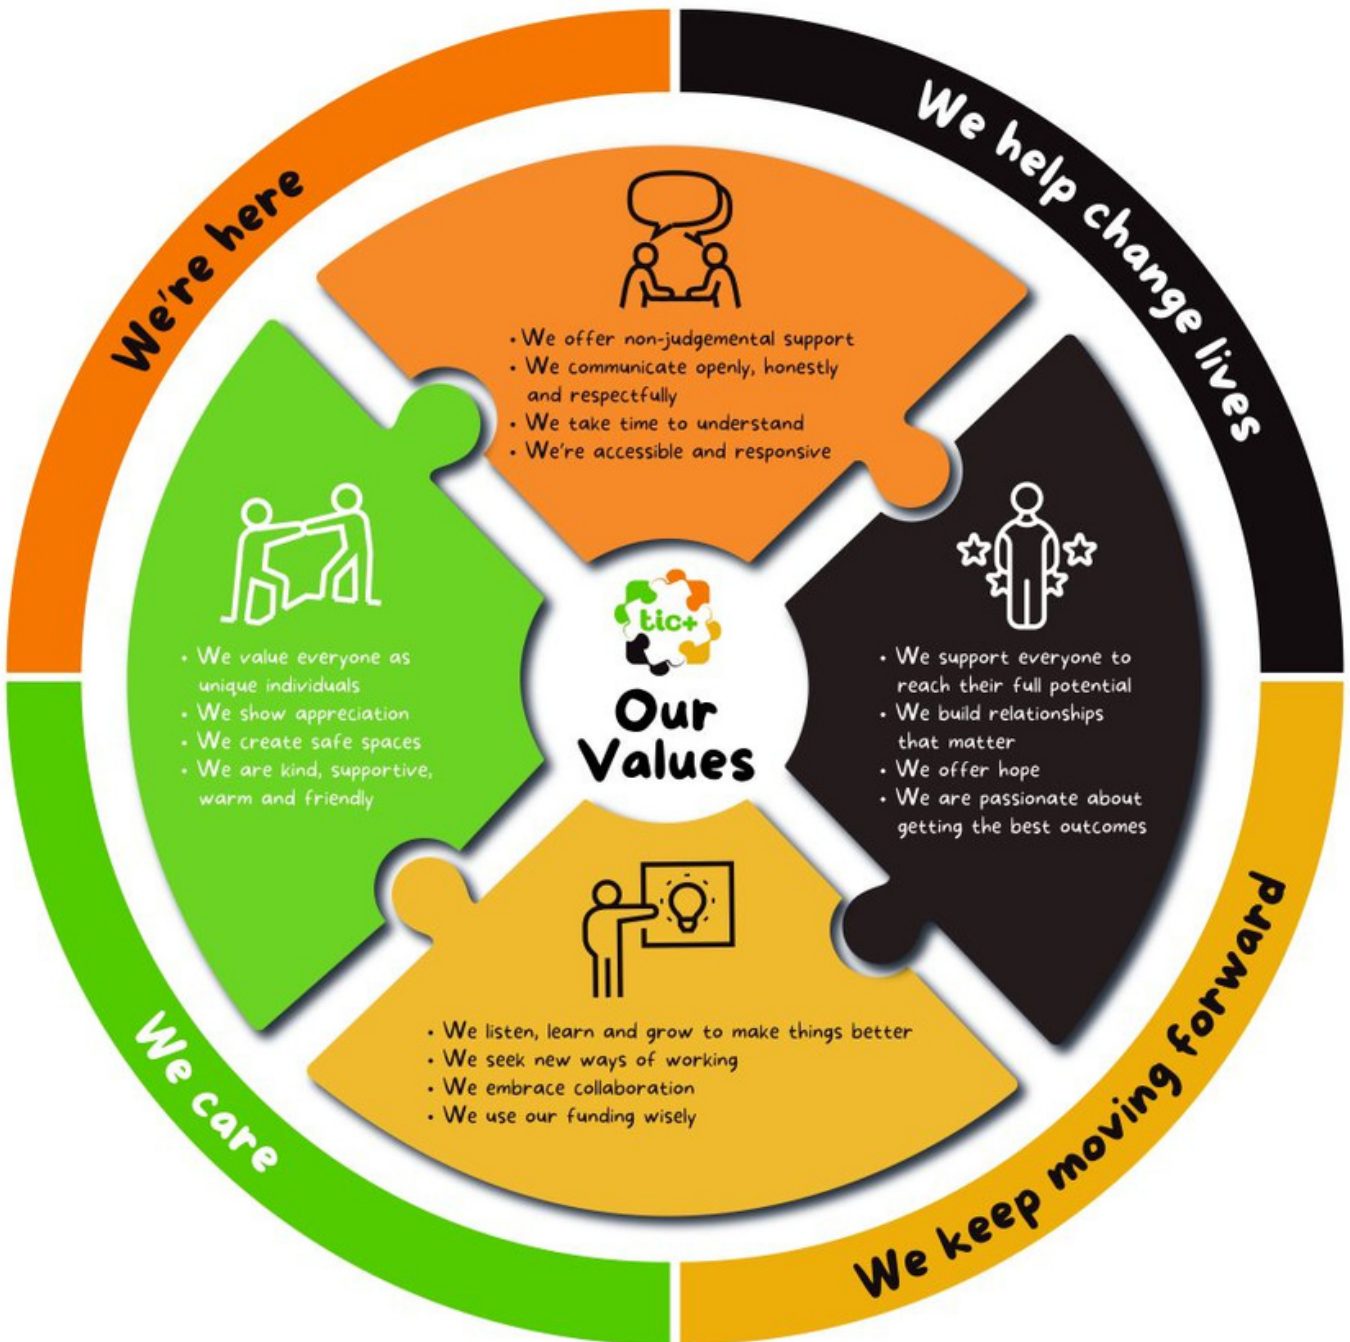 We're here
We help change lives
• We offer non-judgemental support
• We communicate openly, honestly
and respectfully
• We take time to understand
• We're accessible and responsive
• We value everyone as
unique individuals
• We show appreciation
• We create safe spaces
• We are kind, supportive,
warm and friendly
tic+
Our
Values
• We support everyone to
reach their full potential
• We build relationships
that matter
• We offer hope
• We are passionate about
getting the best outcomes
• We listen, learn and grow to make things better
• We seek new ways of working
• We embrace collaboration
• We use our funding wisely
We care
We keep moving forward